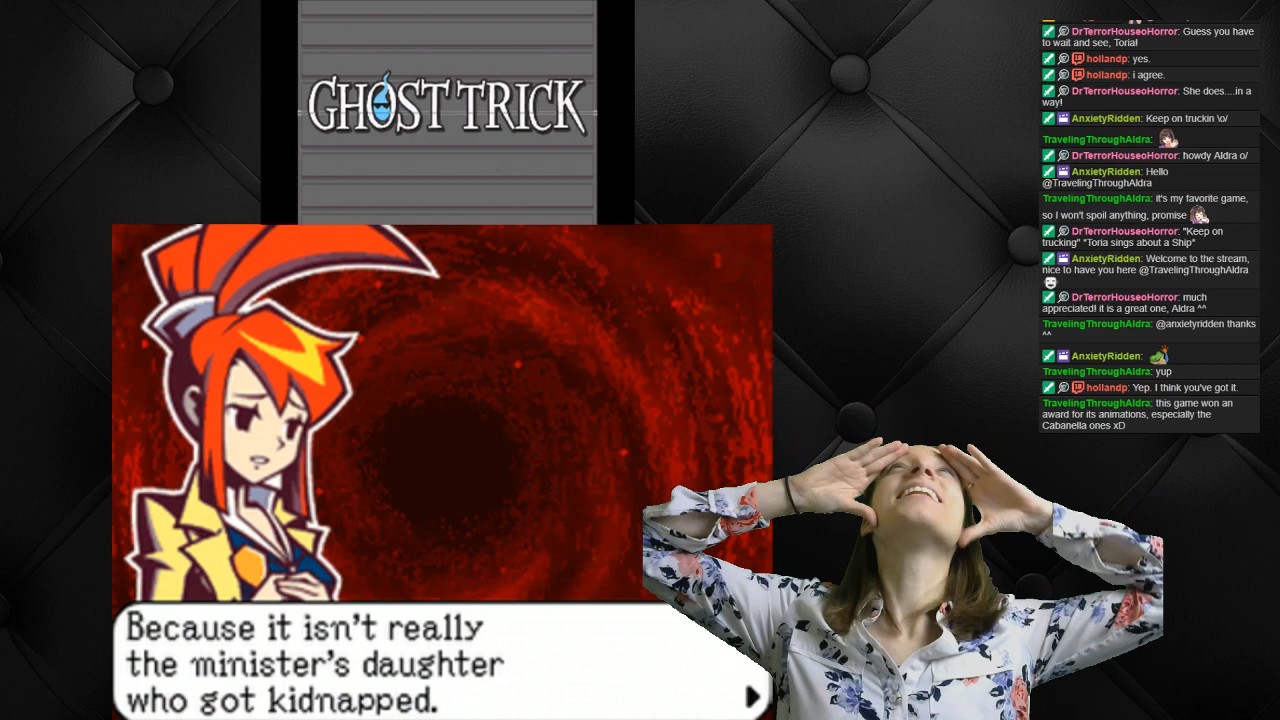 GHOST TRICK
Because it isn't really
the minister's daughter
who got kidnapped.
DrTerrorHouseoHorror: Guess you have
to wait and see, Toria!
hollandp: yes.
hollandp: i agree.
DrTerrorHouseoHorror: She does....in a
way!
AnxietyRidden: Keep on truckin \o/
TravelingThroughAldra:
DrTerrorHouseoHorror: howdy Aldra o/
AnxietyRidden: Hello
@TravelingThroughAldra
TravelingThroughAldra: it's my favorite game,
so I won't spoil anything, promise
DrTerrorHouseoHorror: "Keep on
trucking" *Toria sings about a Ship*
AnxietyRidden: Welcome to the stream,
nice to have you here @TravelingThroughAldra
DrTerrorHouseoHorror: much
appreciated! it is a great one, Aldra ^^
TravelingThroughAldra: @anxietyridden thanks
^^
AnxietyRidden:
TravelingThroughAldra: yup
hollandp: Yep. I think you've got it.
TravelingThroughAldra: this game won an
award for its animations, especially the
Cabanella ones xD